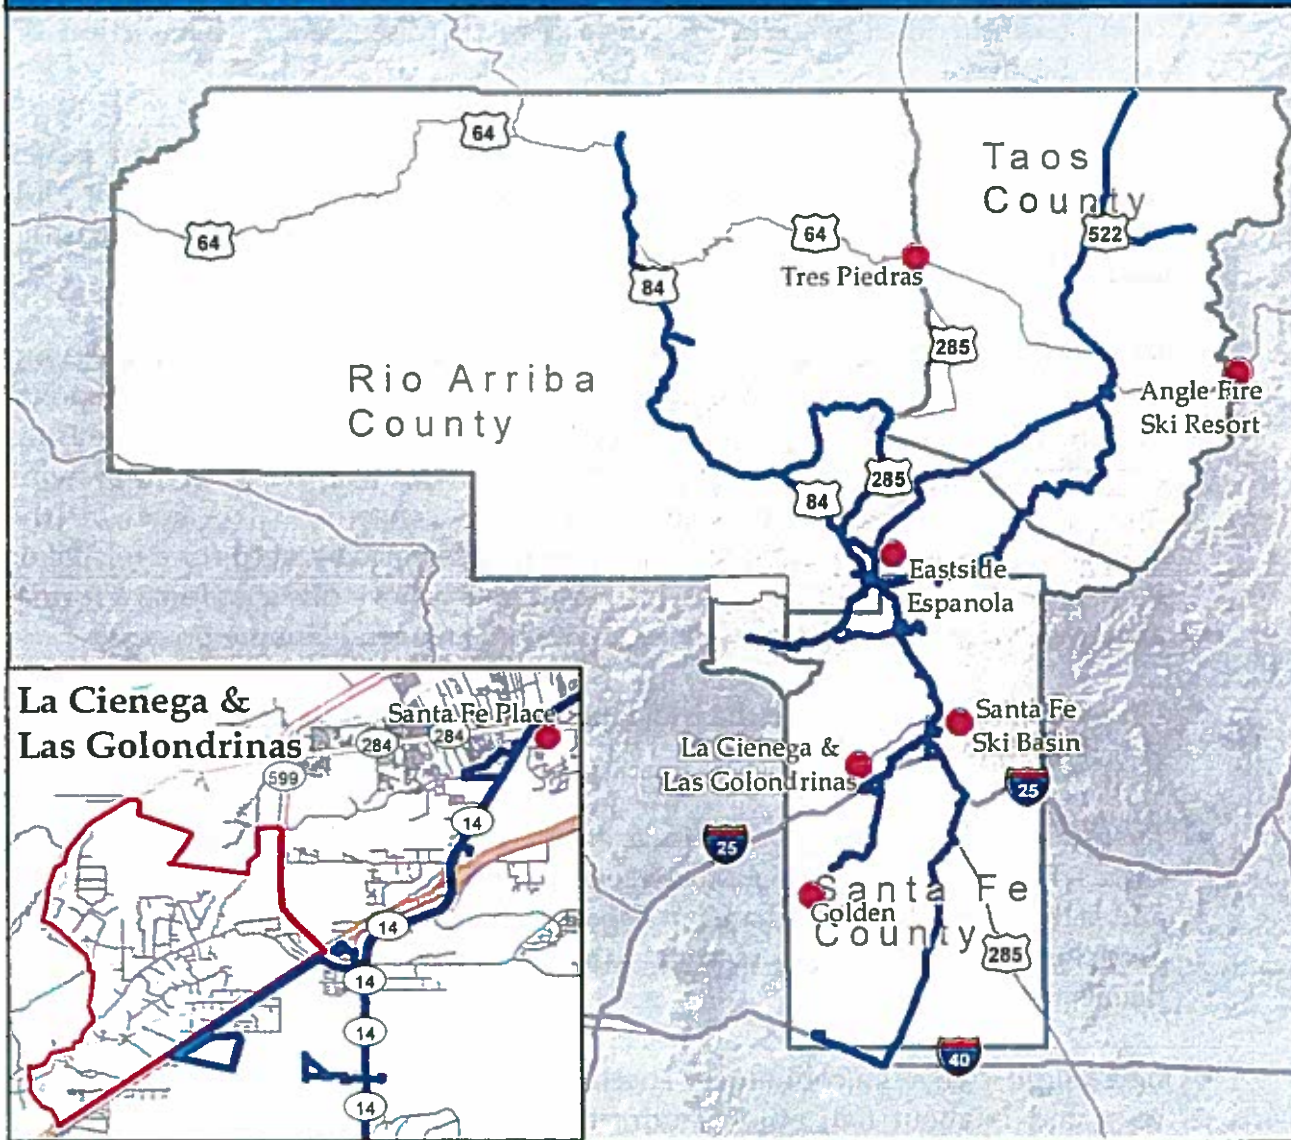 64
64
64
Taos
County
522
84
Tres Piedras
285
Rio Arriba
County
Angle Fire
Ski Resort
285
84
Eastside
Espanola
Santa Fe
Ski Basin
La Cienega &
Las Golondrinas
25
25
Santa Fe
County
Golden
285
40
La Cienega &
Las Golondrinas
Santa Fe Place
284
284
599
14
14
14
14
14